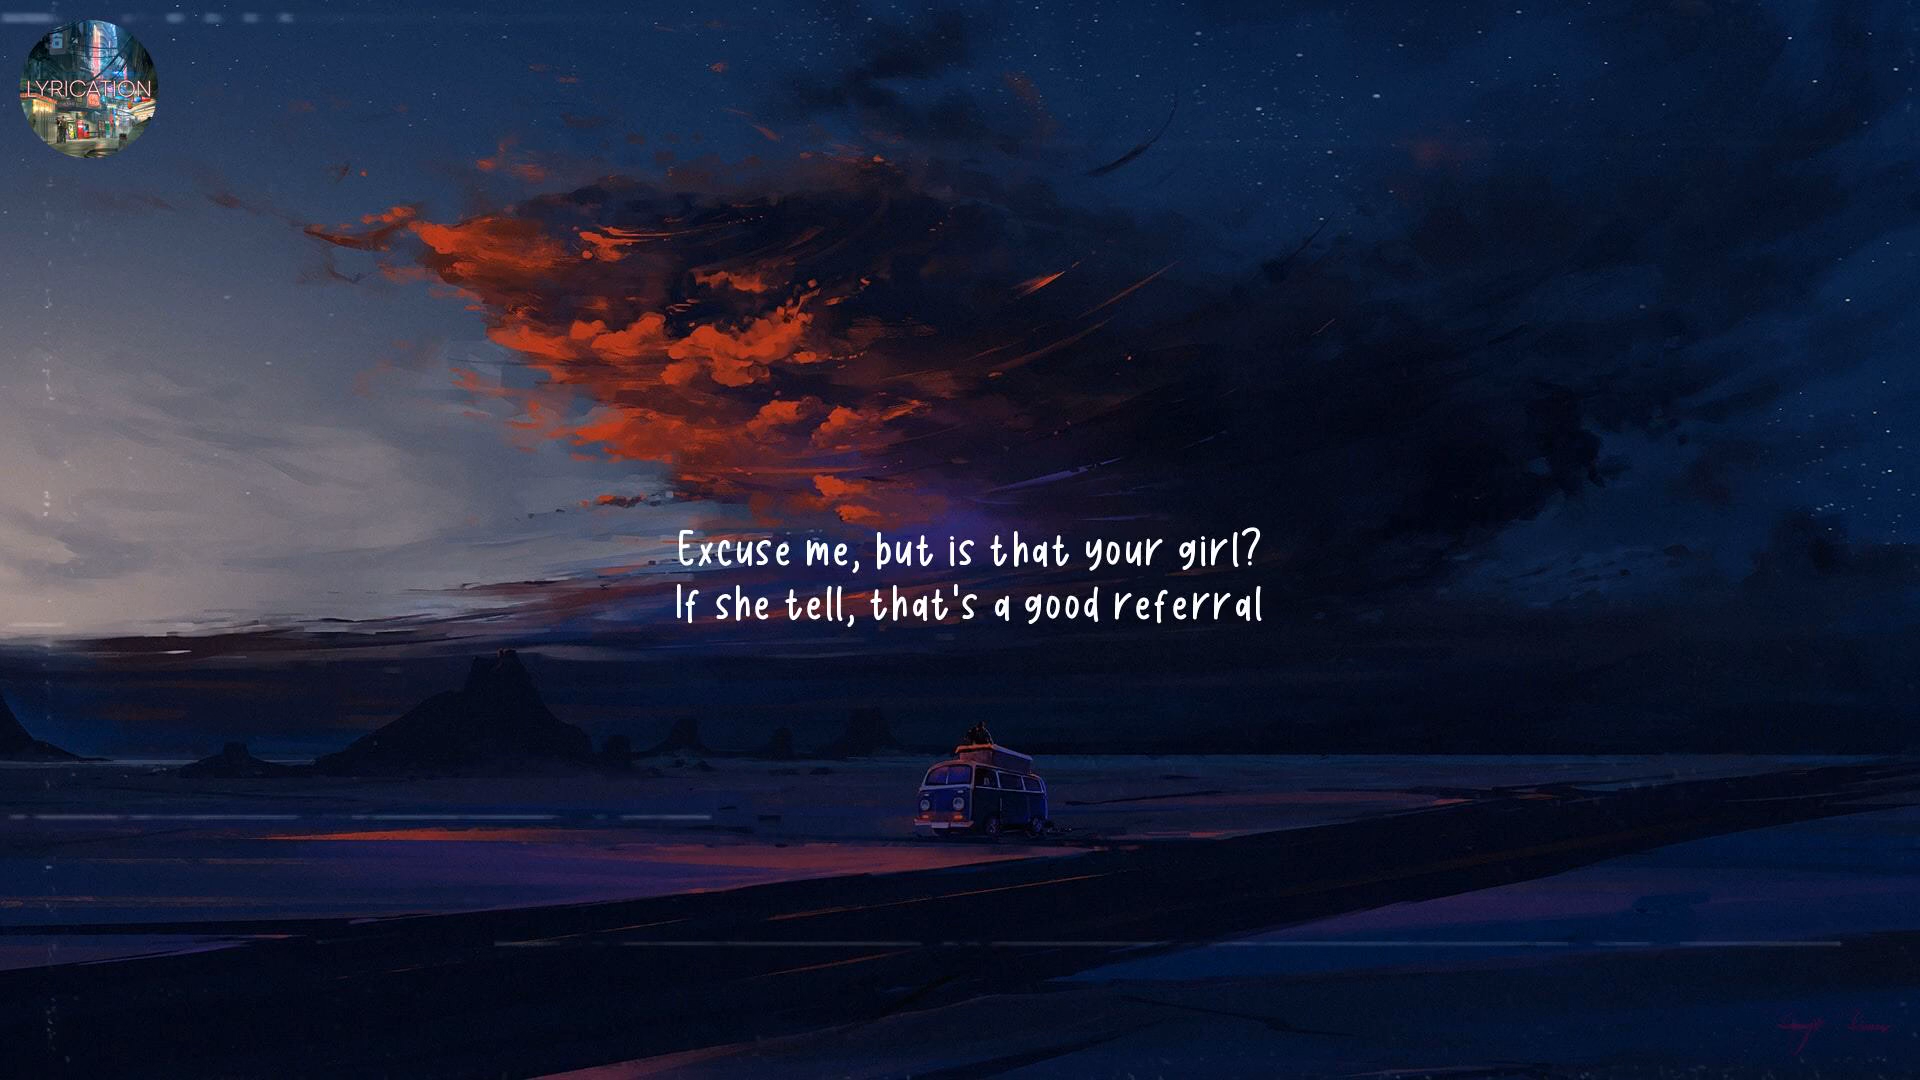 LYRICATION
Excuse me, but is that your girl?
If she tell, that's a good referral